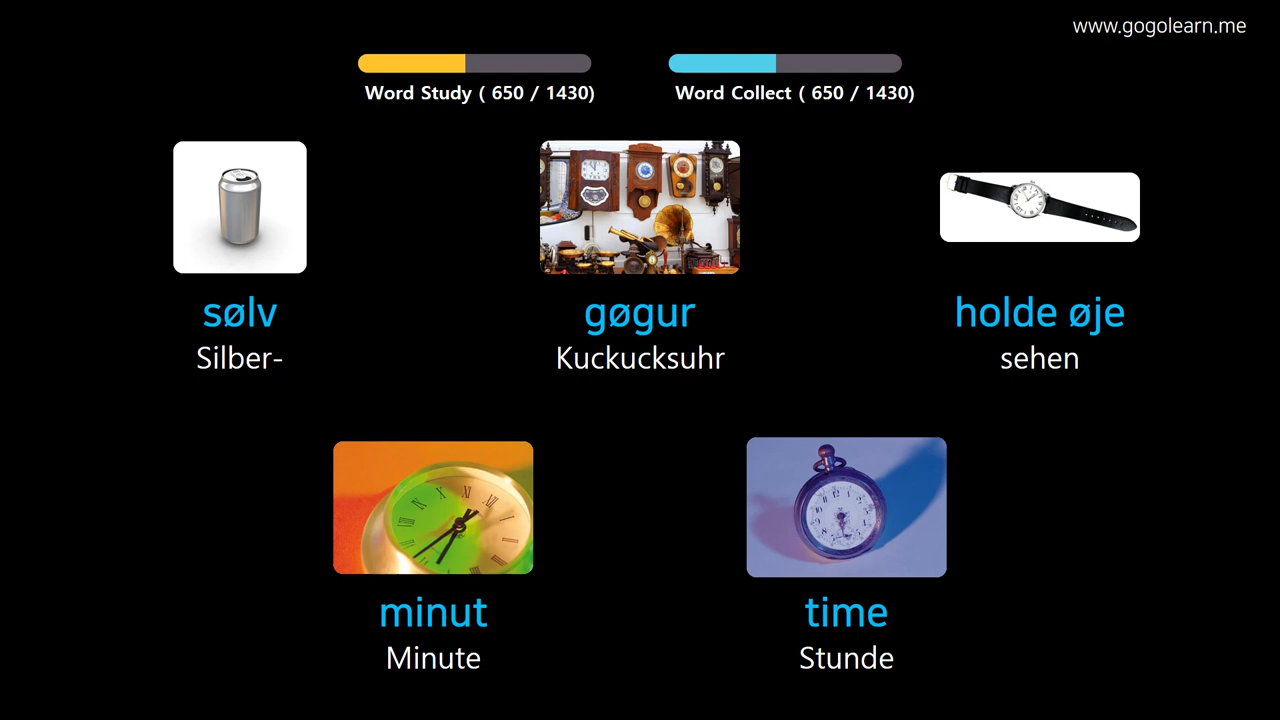 www.gogolearn.me
Word Study ( 650 / 1430)
Word Collect ( 650 / 1430)
sølv
Silber-
gøgur
Kuckucksuhr
holde øje
sehen
minut
Minute
time
Stunde